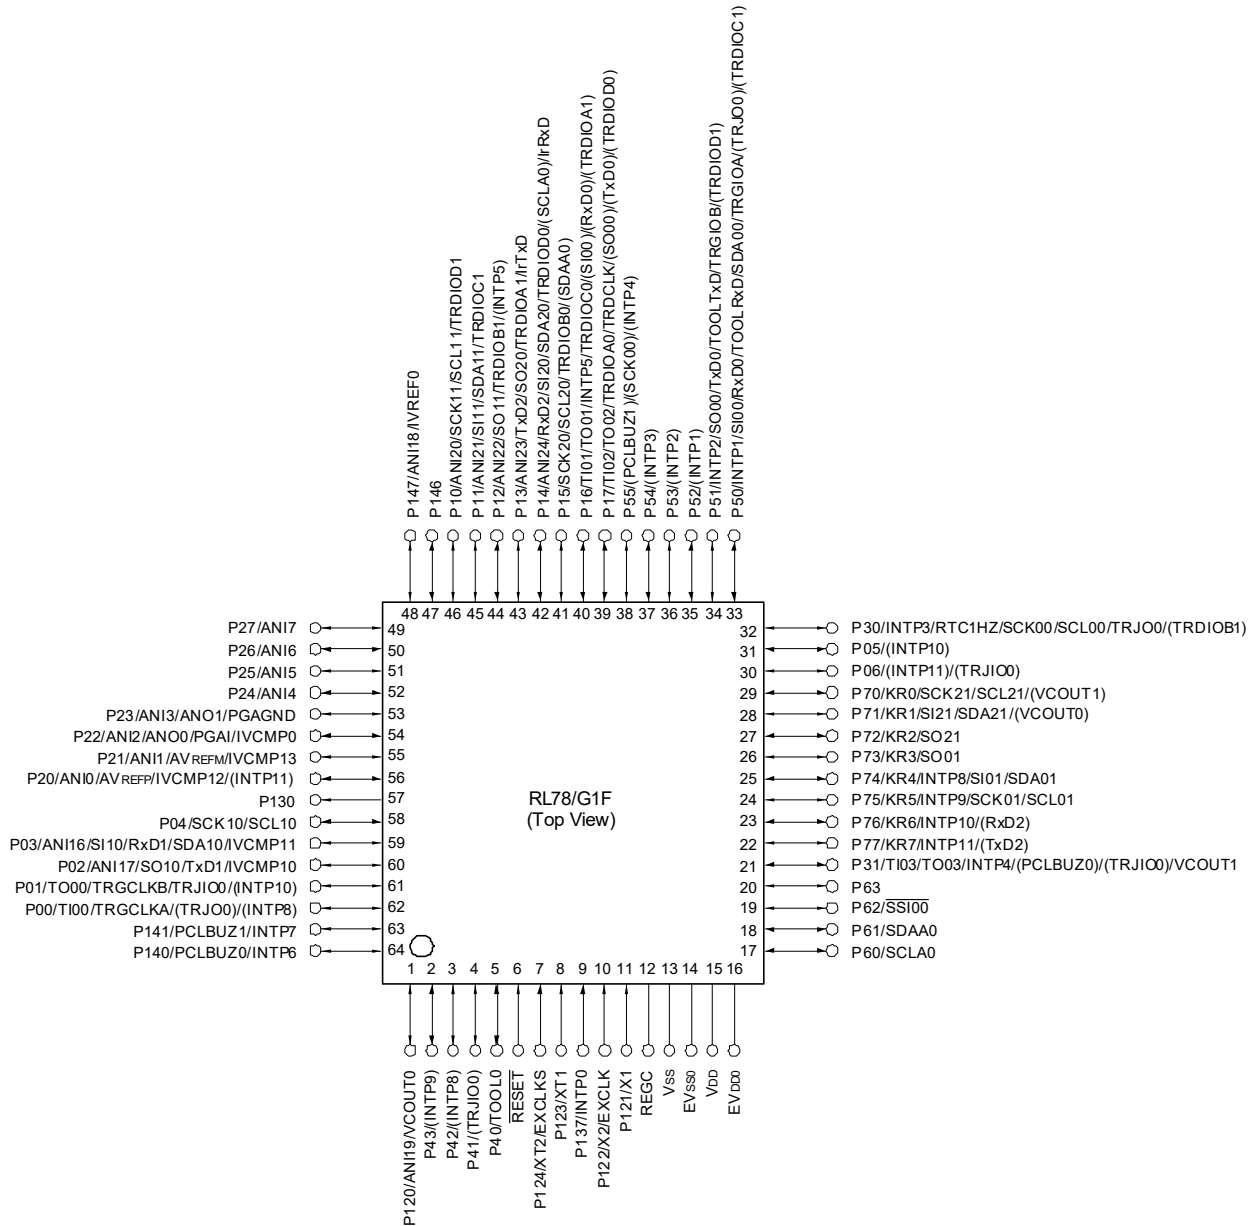 P147/ANI18/IVREF0
P146
P10/ANI20/SCK11/SCL11/TRDIOD1
P11/ANI21/SI11/SDA11/TRDIOC1
P12/ANI22/SO11/TRDIOB1/(INTP5)
P13/ANI23/TxD2/SO20/TRDIOA1/IrTxD
P14/ANI24/RxD2/SI20/SDA20/TRDIOD0/(SCLA0)/IrRxD
P15/SCK20/SCL20/TRDIOB0/(SDAA0)
P16/TI01/TO01/INTP5/TRDIOC0/(SI00)/(RxD0)/(TRDIOA1)
P17/TI02/TO02/TRDIOA0/TRDCLK/(SO00)/(TxD0)/(TRDIOD0)
P55/(PCLBUZ1)/(SCK00)/(INTP4)
P54/(INTP3)
P53/(INTP2)
P52/(INTP1)
P51/INTP2/SO00/TxD0/TOOLTxD/TRGIOB/(TRDIOD1)
P50/INTP1/SI00/RxD0/TOOLRxD/SDA00/TRGIOA/(TRJO0)/(TRDIOC1)
48 47 46 45 44 43 42 41 40 39 38 37 36 35 34 33
P27/ANI7 49
P26/ANI6 50
P25/ANI5 51
P24/ANI4 52
P23/ANI3/ANO1/PGAGND 53
P22/ANI2/ANO0/PGAI/IVCMP0 54
P21/ANI1/AVREFM/IVCMP13 55
P20/ANI0/AVREFP/IVCMP12/(INTP11) 56
P130 57
P04/SCK10/SCL10 58
P03/ANI16/SI10/RxD1/SDA10/IVCMP11 59
P02/ANI17/SO10/TxD1/IVCMP10 60
P01/TO00/TRGCLKB/TRJIO0/(INTP10) 61
P00/TI00/TRGCLKA/(TRJO0)/(INTP8) 62
P141/PCLBUZ1/INTP7 63
P140/PCLBUZ0/INTP6 64
RL78/G1F
(Top View)
32 P30/INTP3/RTC1HZ/SCK00/SCL00/TRJO0/(TRDIOB1)
31 P05/(INTP10)
30 P06/(INTP11)/(TRJIO0)
29 P70/KR0/SCK21/SCL21/(VCOUT1)
28 P71/KR1/SI21/SDA21/(VCOUT0)
27 P72/KR2/SO21
26 P73/KR3/SO01
25 P74/KR4/INTP8/SI01/SDA01
24 P75/KR5/INTP9/SCK01/SCL01
23 P76/KR6/INTP10/(RxD2)
22 P77/KR7/INTP11/(TxD2)
21 P31/TI03/TO03/INTP4/(PCLBUZ0)/(TRJIO0)/VCOUT1
20 P63
19 P62/SSI00
18 P61/SDAA0
17 P60/SCLA0
1 2 3 4 5 6 7 8 9 10 11 12 13 14 15 16
P120/ANI19/VCOUT0
P43/(INTP9)
P42/(INTP8)
P41/(TRJIO0)
P40/TOOL0
RESET
P124/XT2/EXCLKS
P123/XT1
P137/INTP0
P122/X2/EXCLK
P121/X1
REGC
VSS
EVSS0
VDD
EVDD0